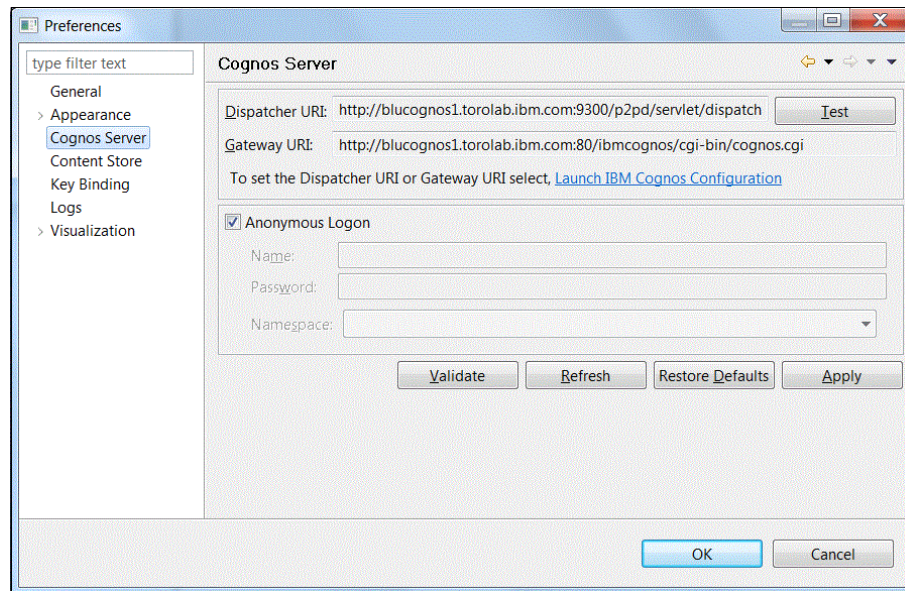 Preferences
type filter text
General
Appearance
Cognos Server
Content Store
Key Binding
Logs
Visualization
Cognos Server
Dispatcher URI: http://blucognos1.torolab.ibm.com:9300/p2pd/servlet/dispatch Test
Gateway URI: http://blucognos1.torolab.ibm.com:80/ibmcognos/cgi-bin/cognos.cgi
To set the Dispatcher URI or Gateway URI select, Launch IBM Cognos Configuration
Anonymous Logon
Name:
Password:
Namespace:
Validate Refresh Restore Defaults Apply
OK Cancel